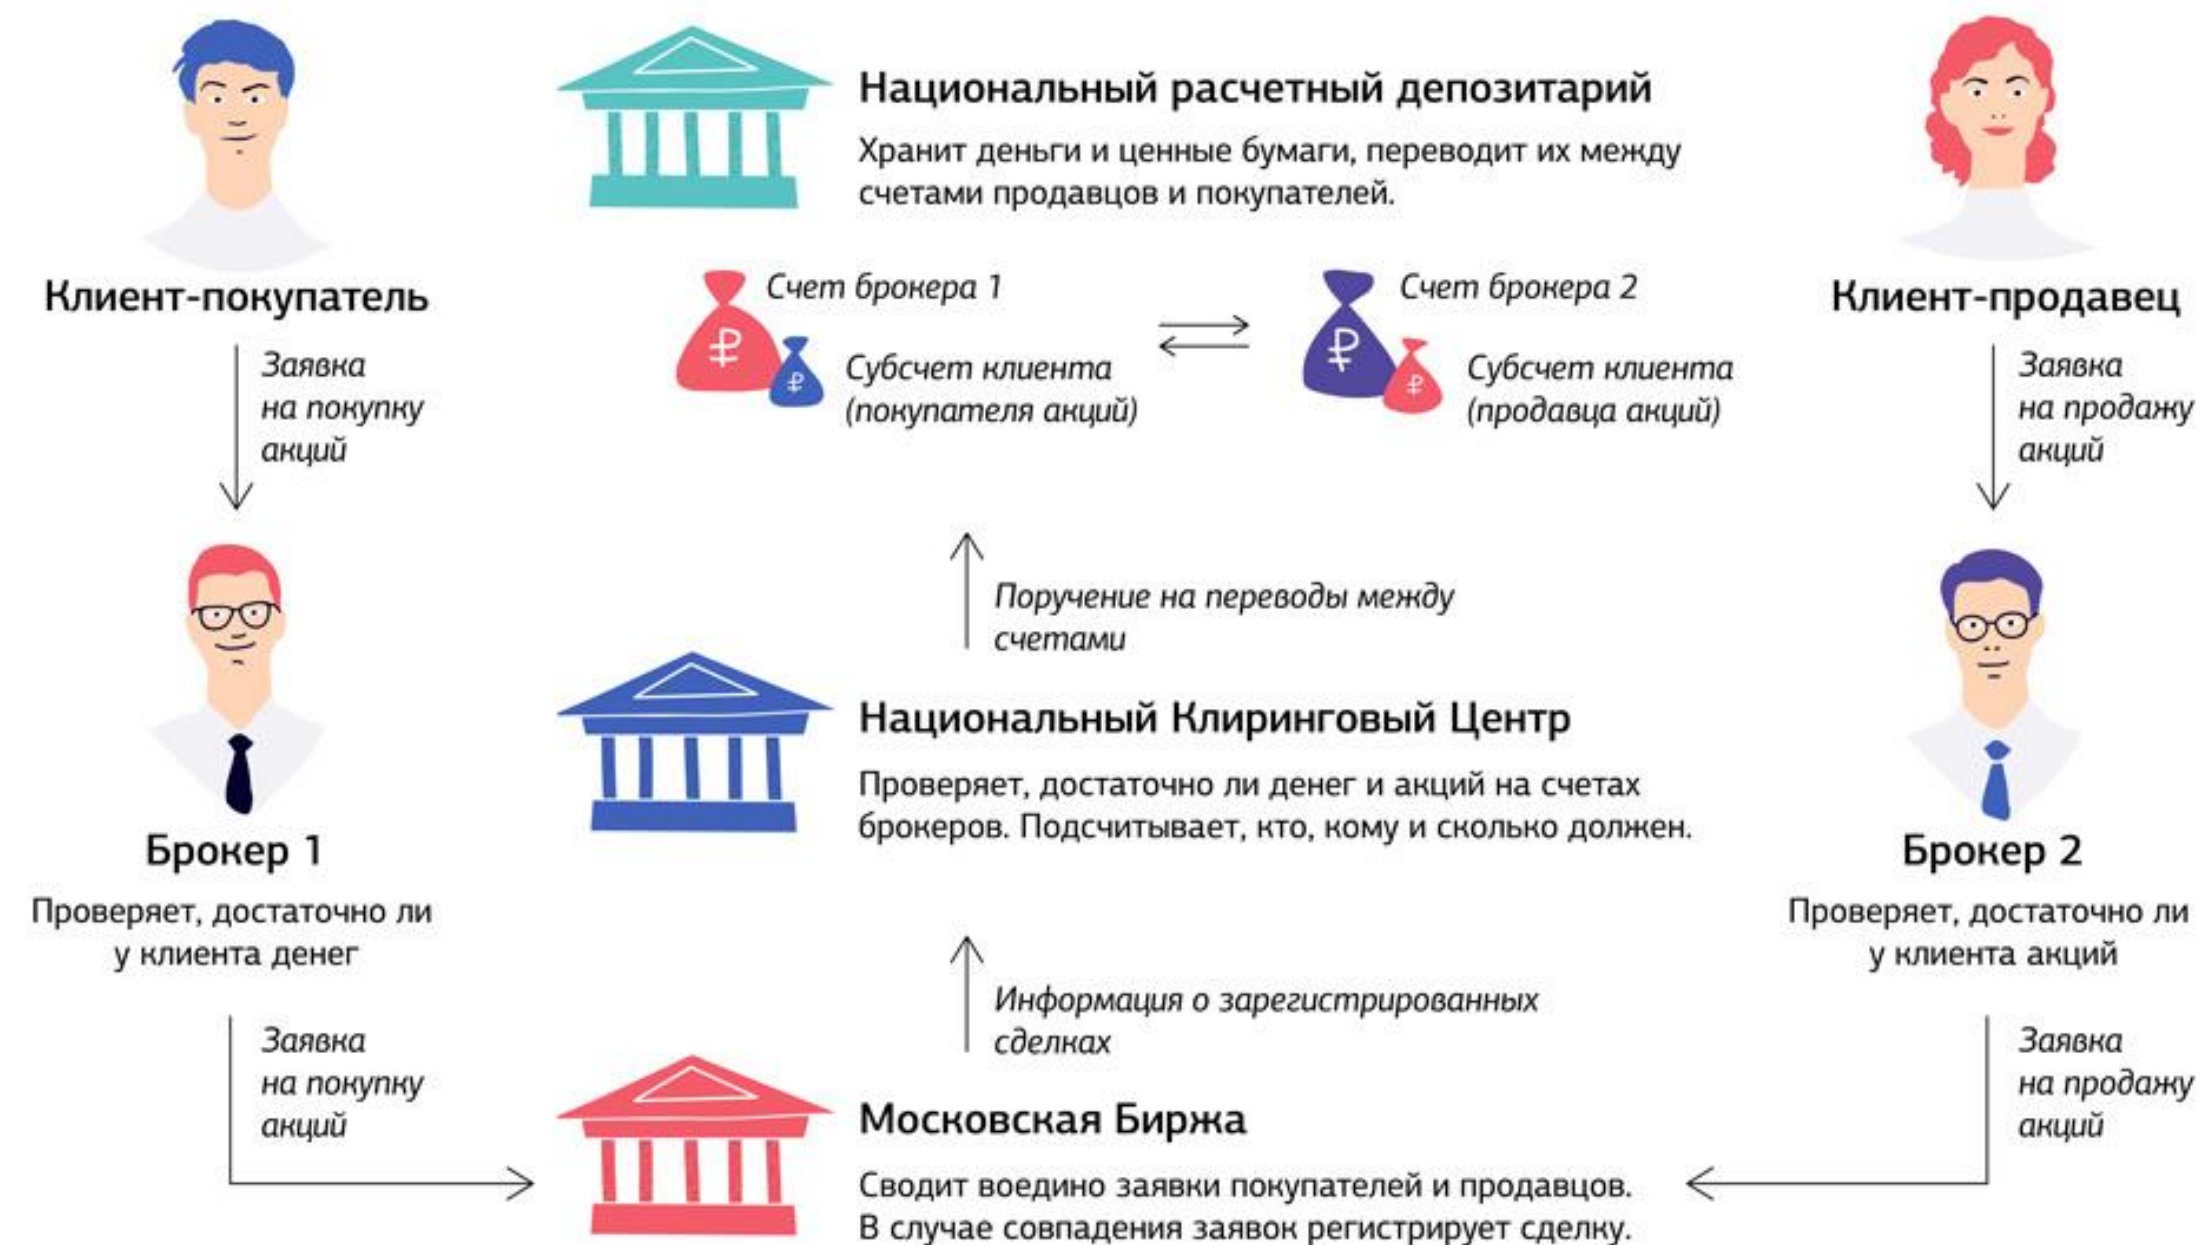 Клиент-покупатель
Заявка
на покупку
акций
Брокер 1
Проверяет, достаточно ли
у клиента денег
Заявка
на покупку
акций
Национальный расчетный депозитарий
Хранит деньги и ценные бумаги, переводит их между
счетами продавцов и покупателей.
Счет брокера 1
₽
₽
Субсчет клиента
(покупателя акций)
Счет брокера 2
₽
₽
Субсчет клиента
(продавца акций)
Поручение на переводы между
счетами
Национальный Клиринговый Центр
Проверяет, достаточно ли денег и акций на счетах
брокеров. Подсчитывает, кто, кому и сколько должен.
Информация о зарегистрированных
сделках
Московская Биржа
Сводит воедино заявки покупателей и продавцов.
В случае совпадения заявок регистрирует сделку.
Клиент-продавец
Заявка
на продажу
акций
Брокер 2
Проверяет, достаточно ли
у клиента акций
Заявка
на продажу
акций